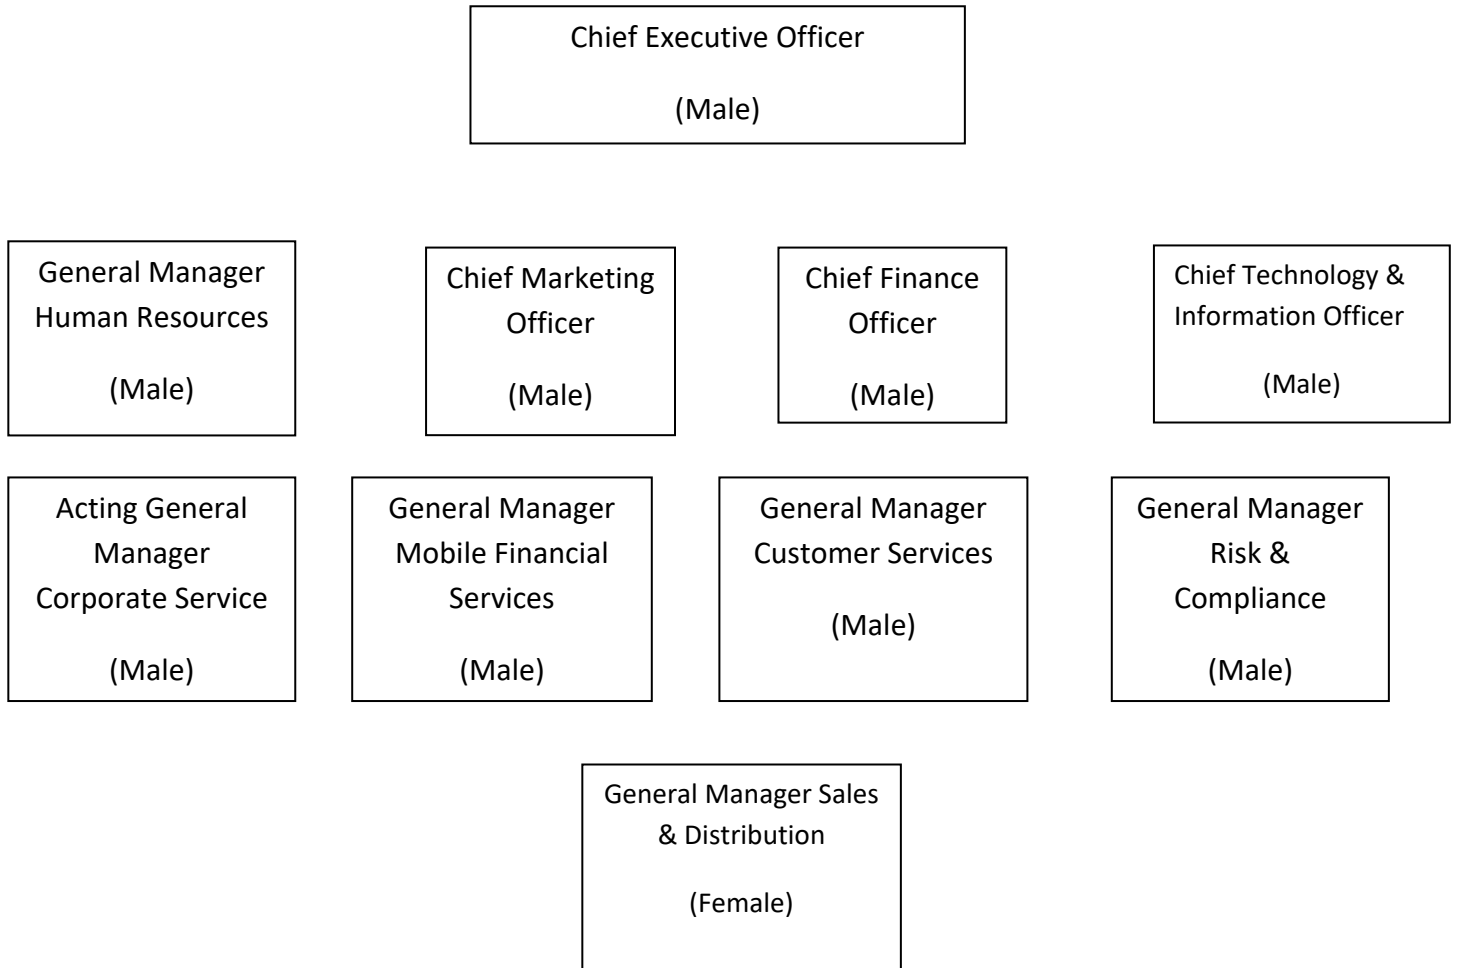 Chief Executive Officer
(Male)
General Manager
Human Resources
(Male)
Chief Marketing
Officer
(Male)
Chief Finance
Officer
(Male)
Chief Technology &
Information Officer
(Male)
Acting General
Manager
Corporate Service
(Male)
General Manager
Mobile Financial
Services
(Male)
General Manager
Customer Services
(Male)
General Manager
Risk &
Compliance
(Male)
General Manager Sales
& Distribution
(Female)